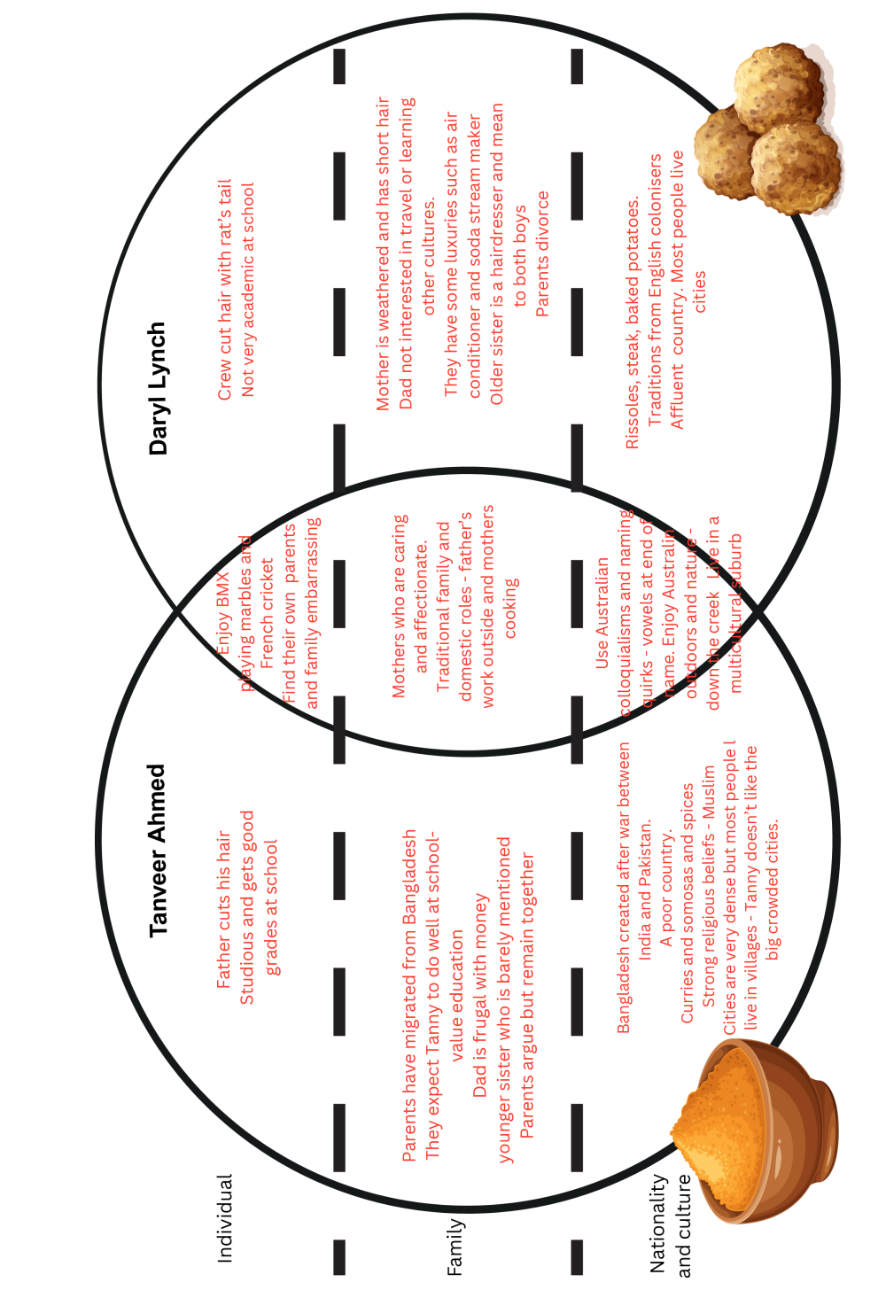 Tanveer Ahmed
Daryl Lynch
Individual
Father cuts his hair
Studious and gets good
grades at school
Enjoy BMX
playing marbles and
French cricket
Find their own parents
and family embarrassing
Crew cut hair with rat's tail
Not very academic at school
Family
Parents have migrated from Bangladesh
They expect Tanny to do well at school-
value education
Dad is frugal with money
younger sister who is barely mentioned
Parents argue but remain together
Mothers who are caring
and affectionate.
Traditional family and
domestic roles - father's
work outside and mothers
cooking
Mother is weathered and has short hair
Dad not interested in travel or learning
other cultures.
They have some luxuries such as air
conditioner and soda stream maker
Older sister is a hairdresser and mean
to both boys
Parents divorce
Nationality
and culture
Bangladesh created after war between
India and Pakistan.
A poor country.
Curries and somosas and spices
Strong religious beliefs - Muslim
Cities are very dense but most people l
live in villages - Tanny doesn't like the
big crowded cities.
Use Australian
colloquialisms and naming
quirks - vowels at end of
name. Enjoy Australin
outdoors and nature -
down the creek Live in a
multicultural suburb
Rissoles, steak, baked potatoes.
Traditions from English colonisers
Affluent country. Most people live
cities